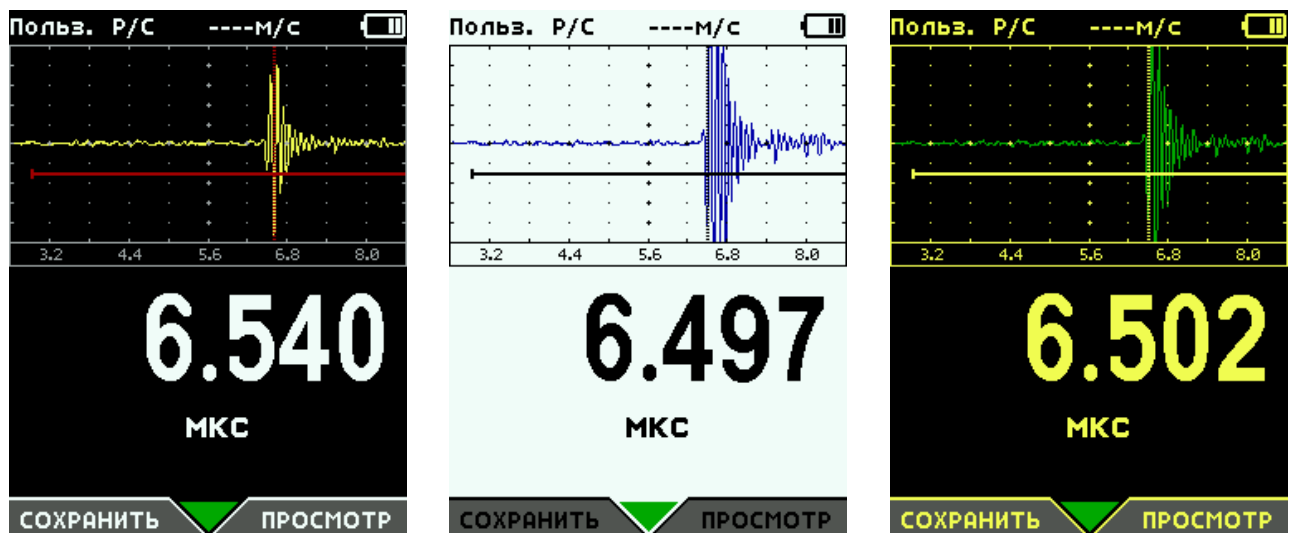 Польз. Р/С ----м/с
3.2 4.4 5.6 6.8 8.0
6.540
мкс
СОХРАНИТЬ ПРОСМОТР
Польз. Р/С ----м/с
3.2 4.4 5.6 6.8 8.0
6.497
мкс
СОХРАНИТЬ ПРОСМОТР
Польз. Р/С ----м/с
3.2 4.4 5.6 6.8 8.0
6.502
мкс
СОХРАНИТЬ ПРОСМОТР